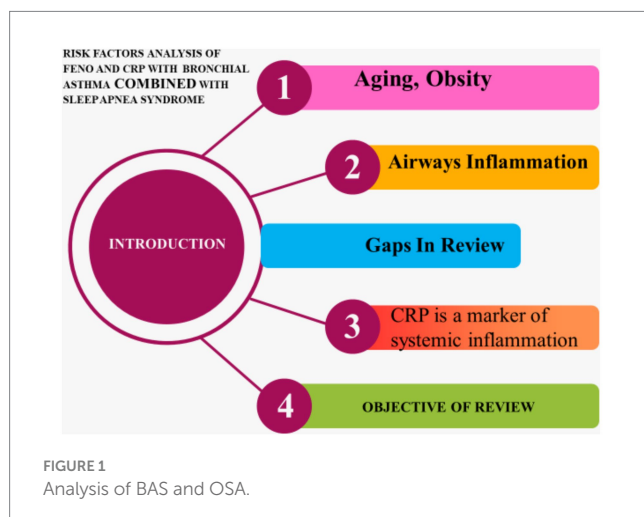 RISK FACTORS ANALYSIS OF
FENO AND CRP WITH BRONCHIAL
ASTHMA COMBINED WITH
SLEEP APNEA SYNDROME
1
Aging, Obsity
2
Airways Inflammation
INTRODUCTION
Gaps In Review
3
CRP is a marker of
systemic inflammation
4
OBJECTIVE OF REVIEW
FIGURE 1
Analysis of BAS and OSA.